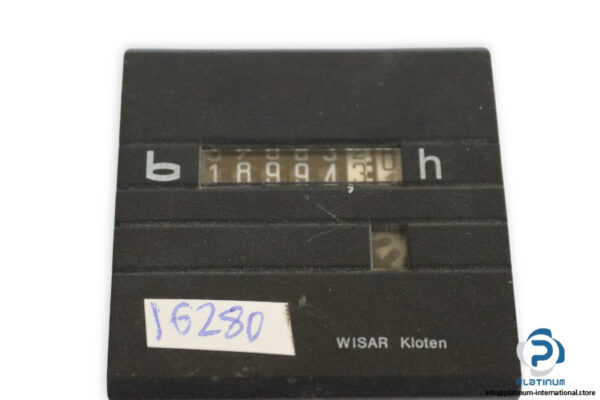 18994, h
16280
WISAR Kloten
PLATINUM
Info@platinum-international.store